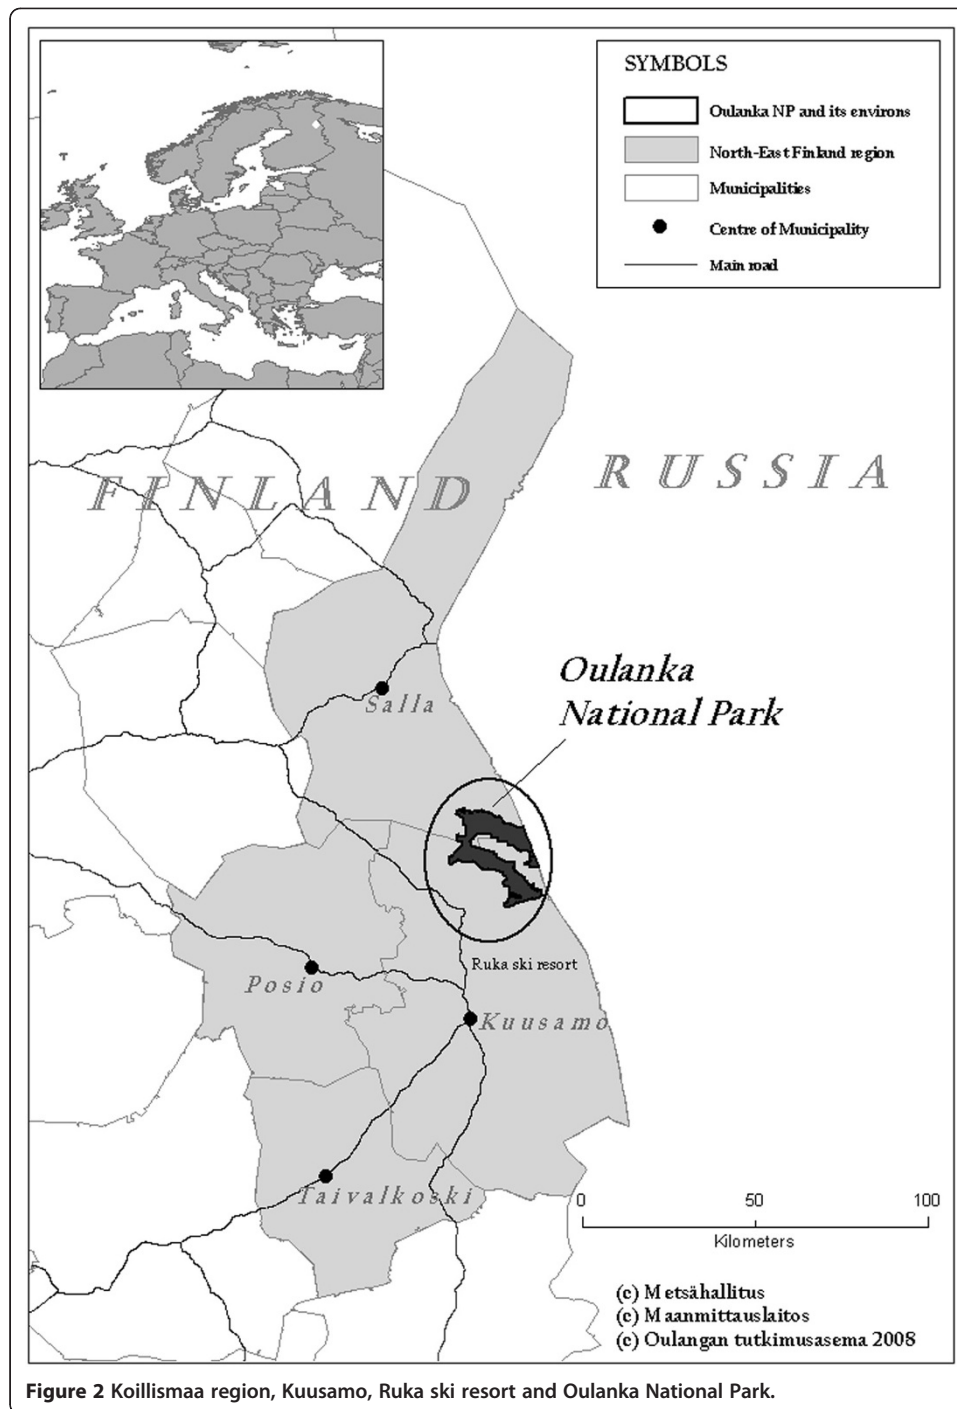 SYMBOLS
Oulanka NP and its environs
North-East Finland region
Municipalities
Centre of Municipality
Main road
FINLAND
RUSSIA
Oulanka
National Park
Salla
Ruka ski resort
Posio
Kuusamo
Taivalkoski
0 50 100
Kilometers
(c) Metsähallitus
(c) Maanmittauslaitos
(c) Oulangan tutkimusasema 2008
Figure 2 Koillismaa region, Kuusamo, Ruka ski resort and Oulanka National Park.